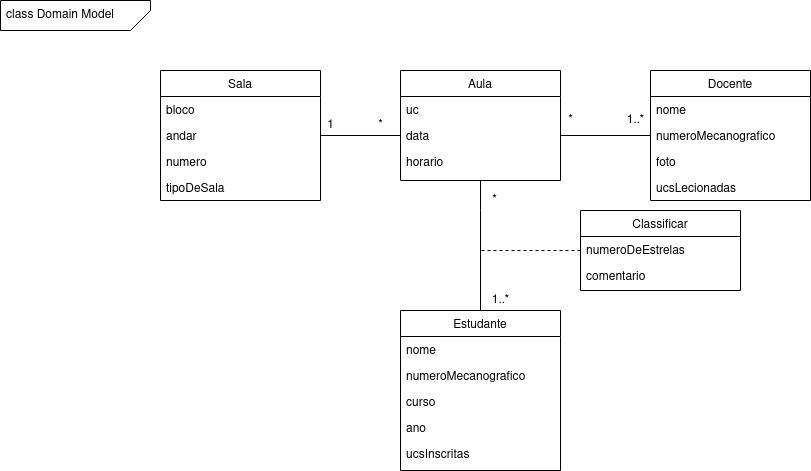 class Domain Model
Sala
bloco
andar
numero
tipoDeSala
1
*
Aula
uc
data
horario
*
1..*
Docente
nome
numeroMecanografico
foto
ucsLecionadas
*
Classificar
numeroDeEstrelas
comentario
1..*
Estudante
nome
numeroMecanografico
curso
ano
ucsInscritas